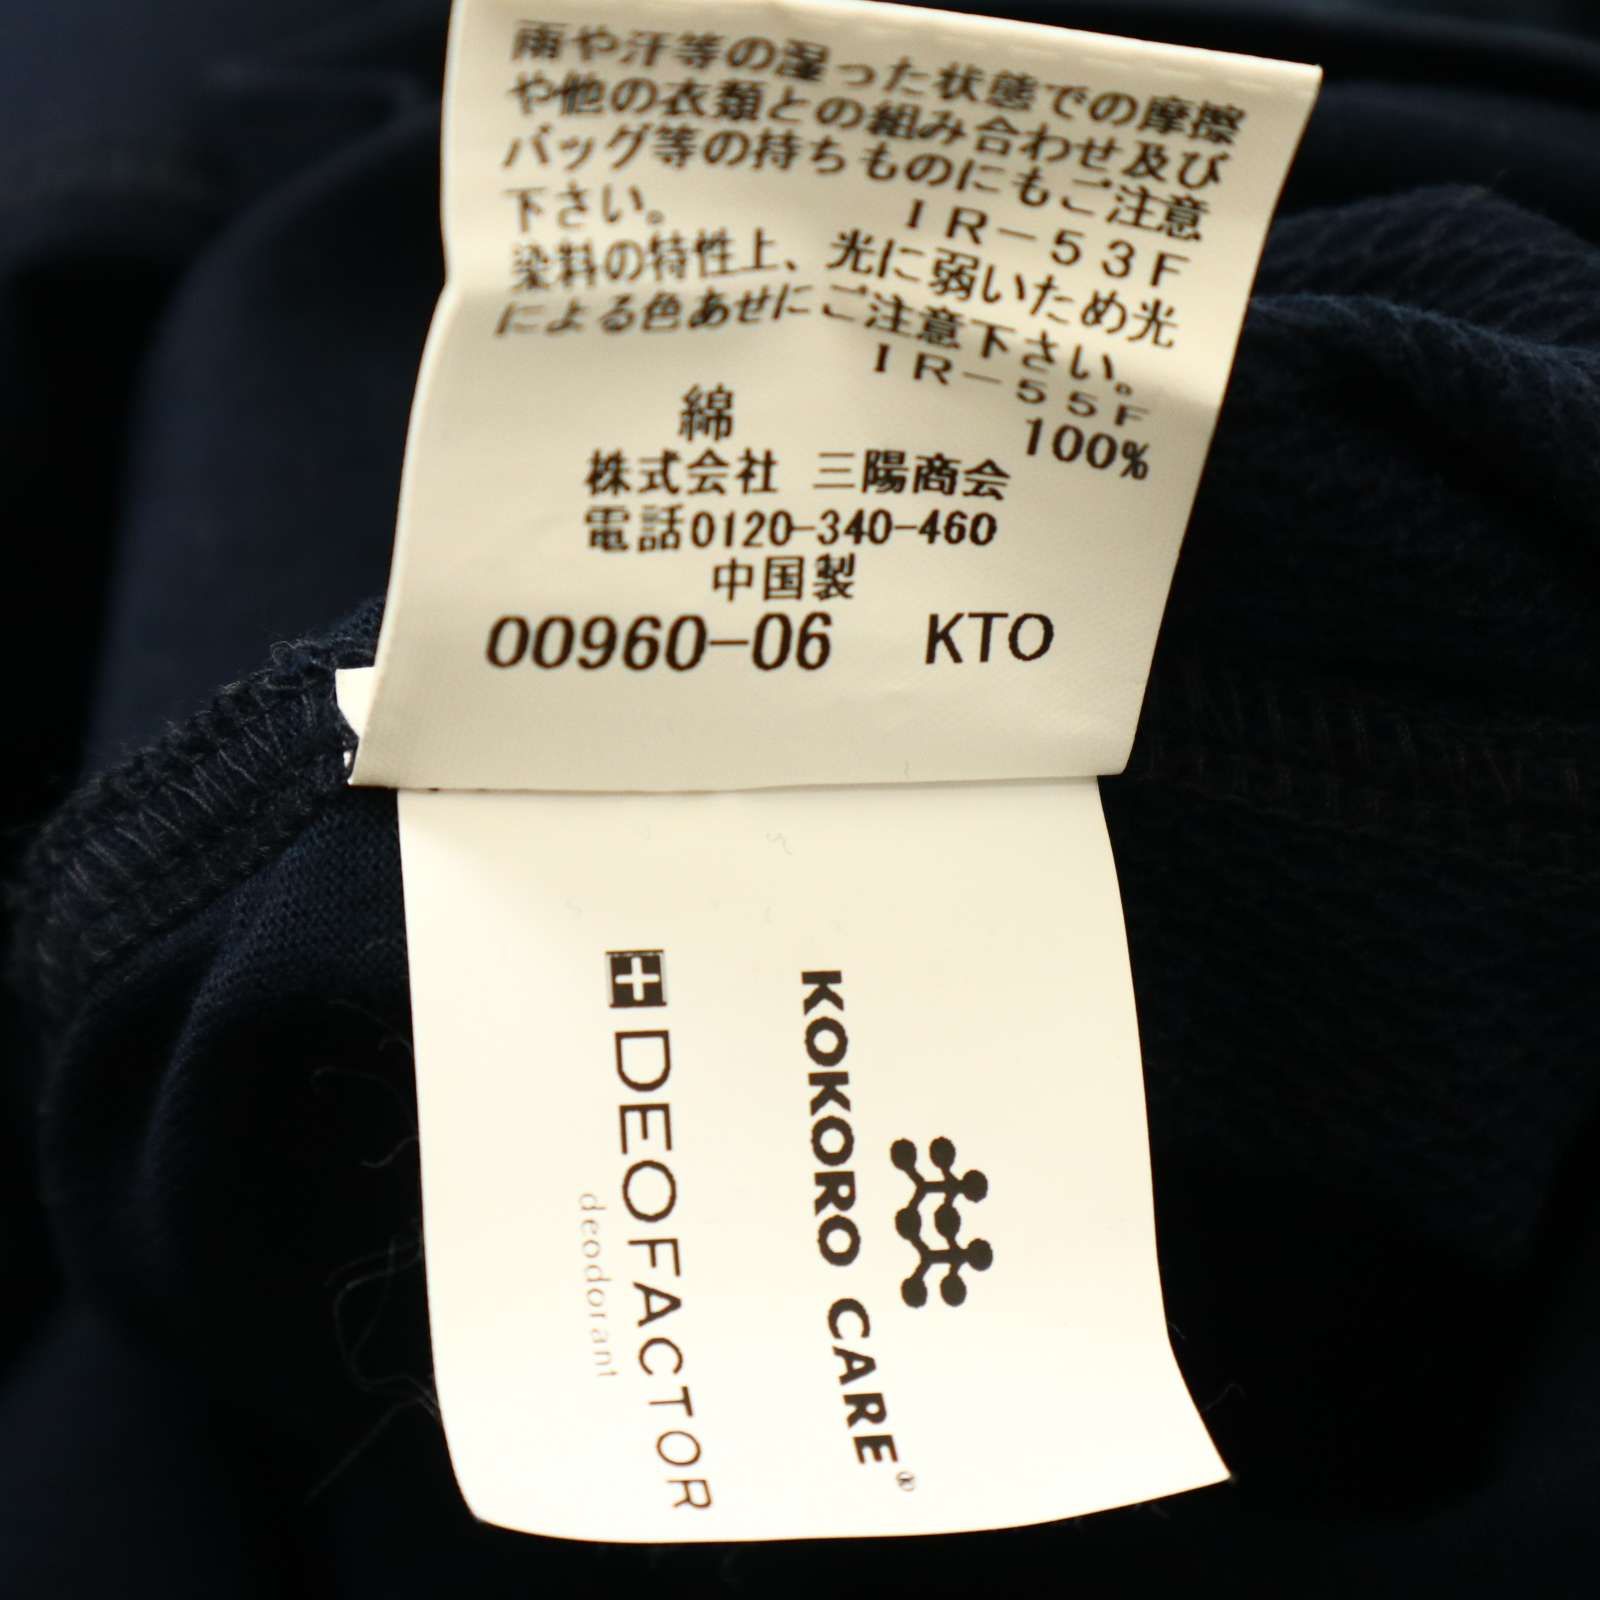 雨や汗等の湿った状態での摩擦
や他の衣類との組み合わせ及び
バッグ等の持ちものにもご注意
下さい。
IR－53F
染料の特性上、光に弱いため光
による色あせにご注意下さい。
IR－55F
綿 100%
株式会社 三陽商会
電話0120-340-460
中国製
00960-06 KTO
KOKORO CARE®
DEOFACTOR
deodorant